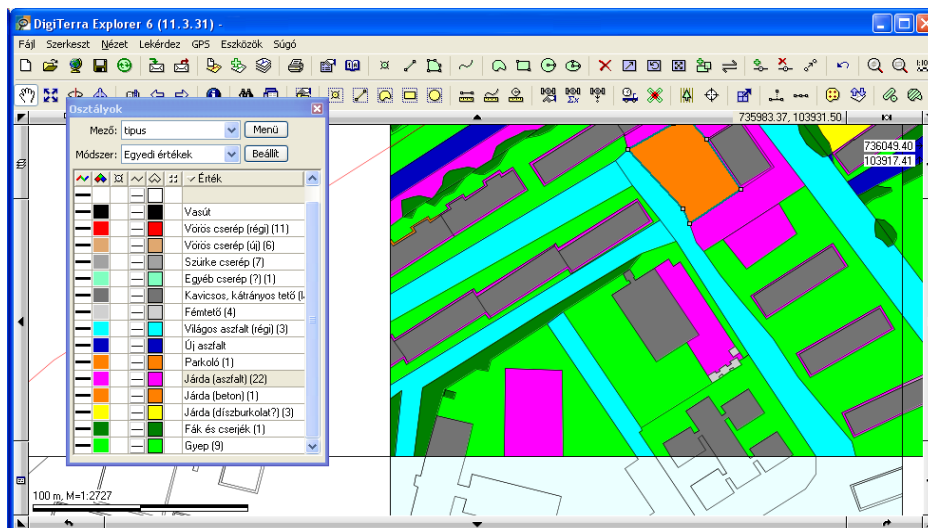 DigiTerra Explorer 6 (11.3.31) -
Fájl Szerkeszt Nézet Lekérdez GPS Eszközök Súgó
Osztályok
735983.37, 103931.50
Mező: tipus Menü
736049.40
Módszer: Egyedi értékek Beállít
103917.41
Érték
Vasút
Vörös cserép (régi) (11)
Vörös cserép (új) (6)
Szürke cserép (7)
Egyéb cserép (?) (1)
Kavicsos, kátrányos tető
Fémtető (4)
Világos aszfalt (régi) (3)
Új aszfalt
Parkoló (1)
Járda (aszfalt) (22)
Járda (beton) (1)
Járda (díszburkolat?) (3)
Fák és cserjék (1)
Gyep (9)
100 m, M=1:2727